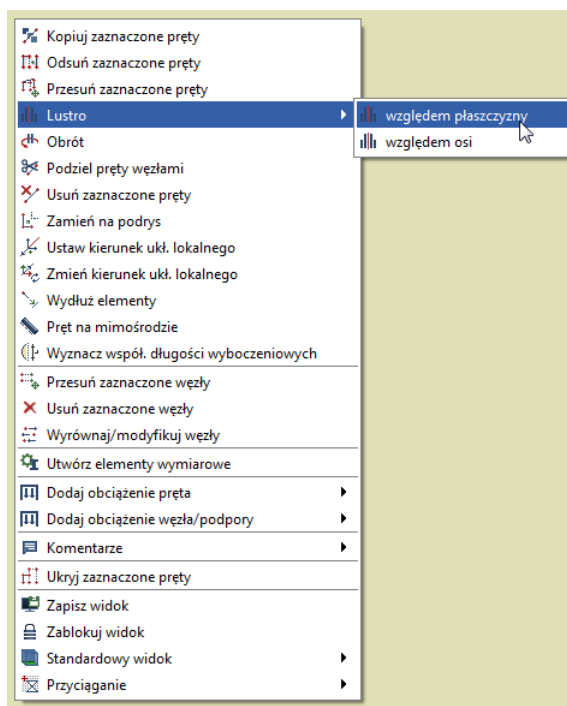 Kopiuj zaznaczone pręty
Odsuń zaznaczone pręty
Przesuń zaznaczone pręty
Lustro
względem płaszczyzny
Obrót
względem osi
Podziel pręty węzłami
Usuń zaznaczone pręty
Zamień na podrys
Ustaw kierunek ukł. lokalnego
Zmień kierunek ukł. lokalnego
Wydłuż elementy
Pręt na mimośrodzie
Wyznacz współ. długości wyboczeniowych
Przesuń zaznaczone węzły
Usuń zaznaczone węzły
Wyrównaj/modyfikuj węzły
Utwórz elementy wymiarowe
Dodaj obciążenie pręta
Dodaj obciążenie węzła/podpory
Komentarze
Ukryj zaznaczone pręty
Zapisz widok
Zablokuj widok
Standardowy widok
Przyciąganie